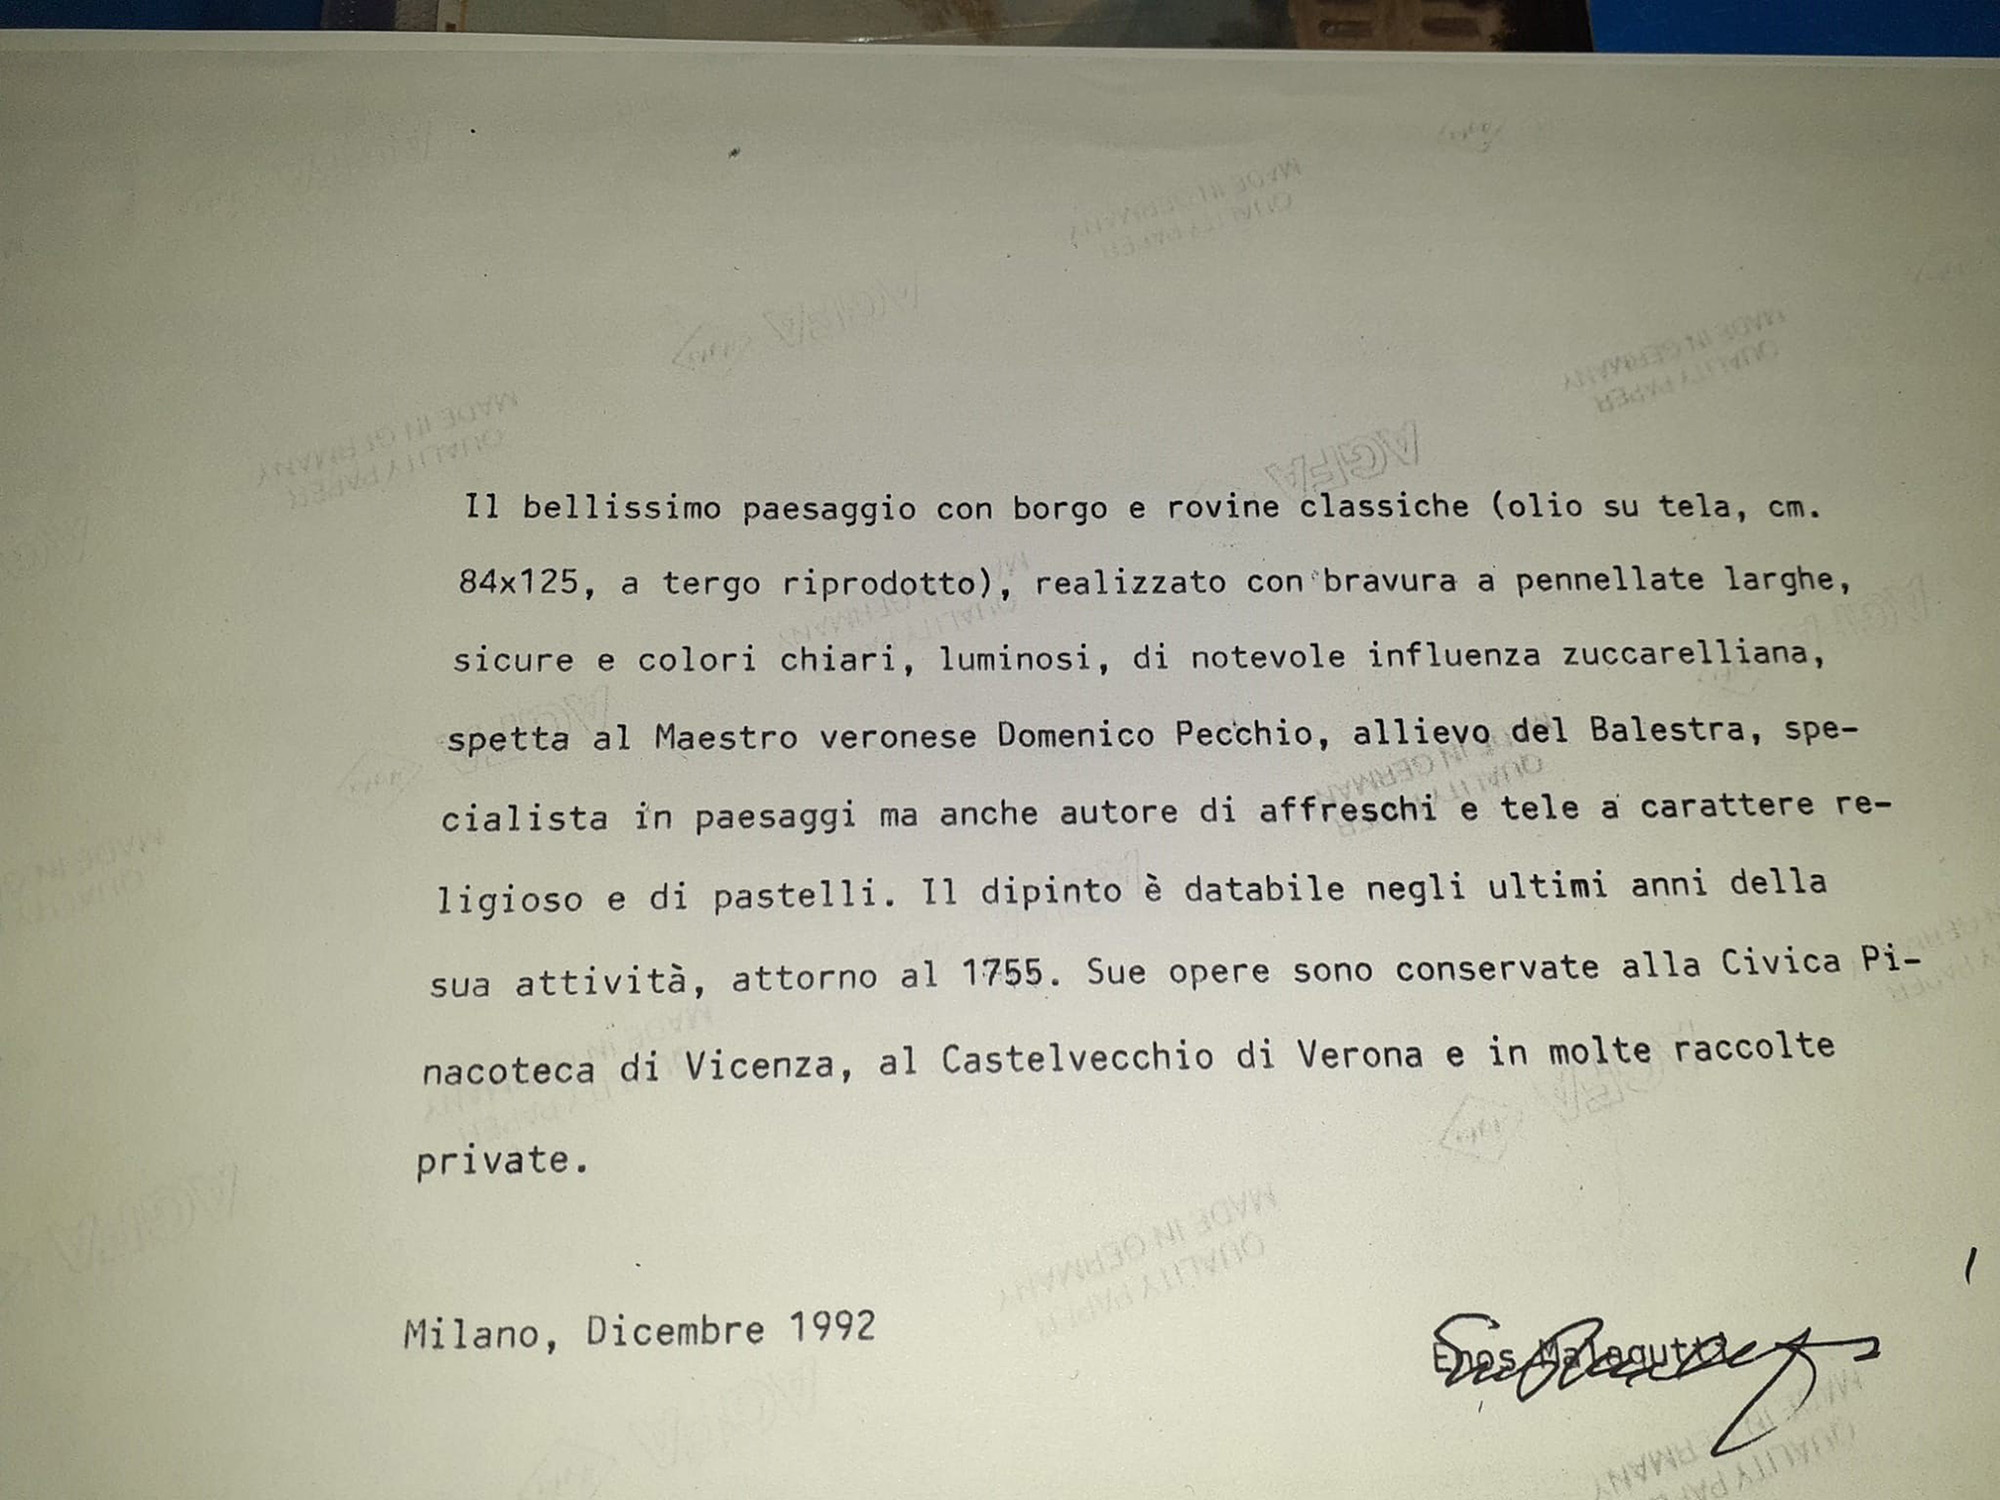 Il bellissimo paesaggio con borgo e rovine classiche (olio su tela, cm.
84x125, a tergo riprodotto), realizzato con bravura a pennellate larghe,
sicure e colori chiari, luminosi, di notevole influenza zuccarelliana,
spetta al Maestro veronese Domenico Pecchio, allievo del Balestra, spe-
cialista in paesaggi ma anche autore di affreschi e tele a carattere re-
ligioso e di pastelli. Il dipinto è databile negli ultimi anni della
sua attività, attorno al 1755. Sue opere sono conservate alla Civica Pi-
nacoteca di Vicenza, al Castelvecchio di Verona e in molte raccolte
private.
Milano, Dicembre 1992
Enos Malagutti